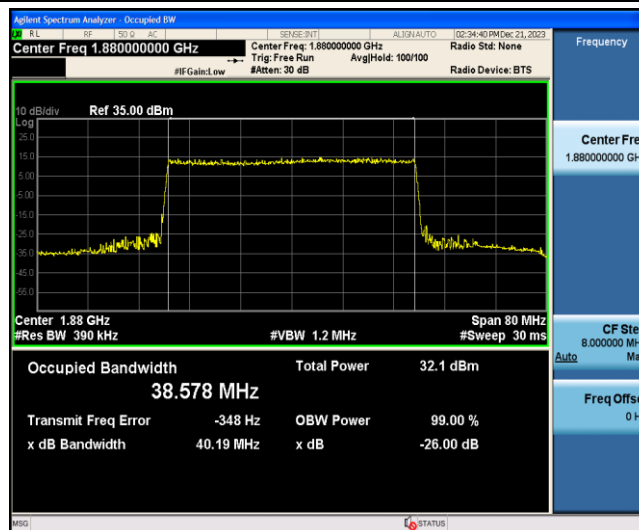 Agilent Spectrum Analyzer - Occupied BW
RL RF 50 Ω AC SENSE:INT ALIGN AUTO 02:34:40 PM Dec 21, 2023
Center Freq 1.880000000 GHz
Center Freq: 1.880000000 GHz Radio Std: None
Trig: Free Run Avg|Hold: 100/100
#IFGain:Low #Atten: 30 dB Radio Device: BTS
Frequency
10 dB/div Ref 35.00 dBm
Log
25.0
15.0
5.00
-5.00
-15.0
-25.0
-35.0
-45.0
-55.0
Center 1.88 GHz Span 80 MHz
#Res BW 390 kHz #VBW 1.2 MHz #Sweep 30 ms
Occupied Bandwidth Total Power 32.1 dBm
38.578 MHz
Transmit Freq Error -348 Hz OBW Power 99.00 %
x dB Bandwidth 40.19 MHz x dB -26.00 dB
Center Fre
1.880000000 GH
CF Ste
8.000000 MH
Auto Ma
Freq Offse
0 H
MSG STATUS